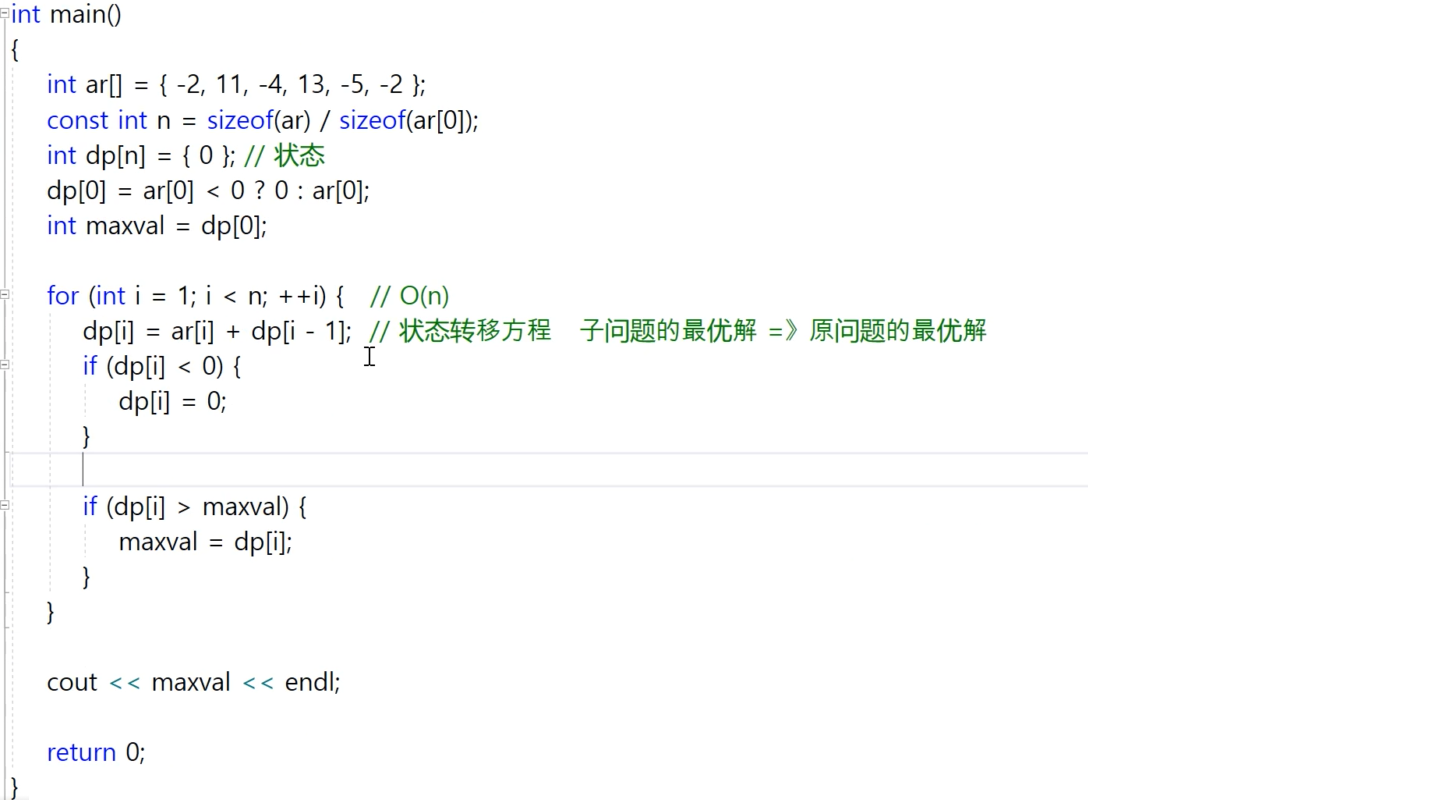 int main()
{
int ar[] = { -2, 11, -4, 13, -5, -2 };
const int n = sizeof(ar) / sizeof(ar[0]);
int dp[n] = { 0 }; // 状态
dp[0] = ar[0] < 0 ? 0 : ar[0];
int maxval = dp[0];
for (int i = 1; i < n; ++i) { // O(n)
dp[i] = ar[i] + dp[i - 1]; // 状态转移方程 子问题的最优解 =》原问题的最优解
if (dp[i] < 0) {
dp[i] = 0;
}
if (dp[i] > maxval) {
maxval = dp[i];
}
}
cout << maxval << endl;
return 0;
}